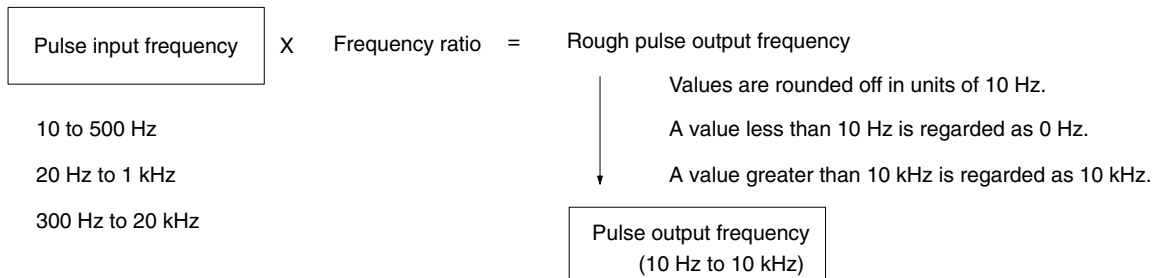 Pulse input frequency X Frequency ratio = Rough pulse output frequency
Values are rounded off in units of 10 Hz.
10 to 500 Hz
A value less than 10 Hz is regarded as 0 Hz.
20 Hz to 1 kHz
A value greater than 10 kHz is regarded as 10 kHz.
300 Hz to 20 kHz
Pulse output frequency
(10 Hz to 10 kHz)